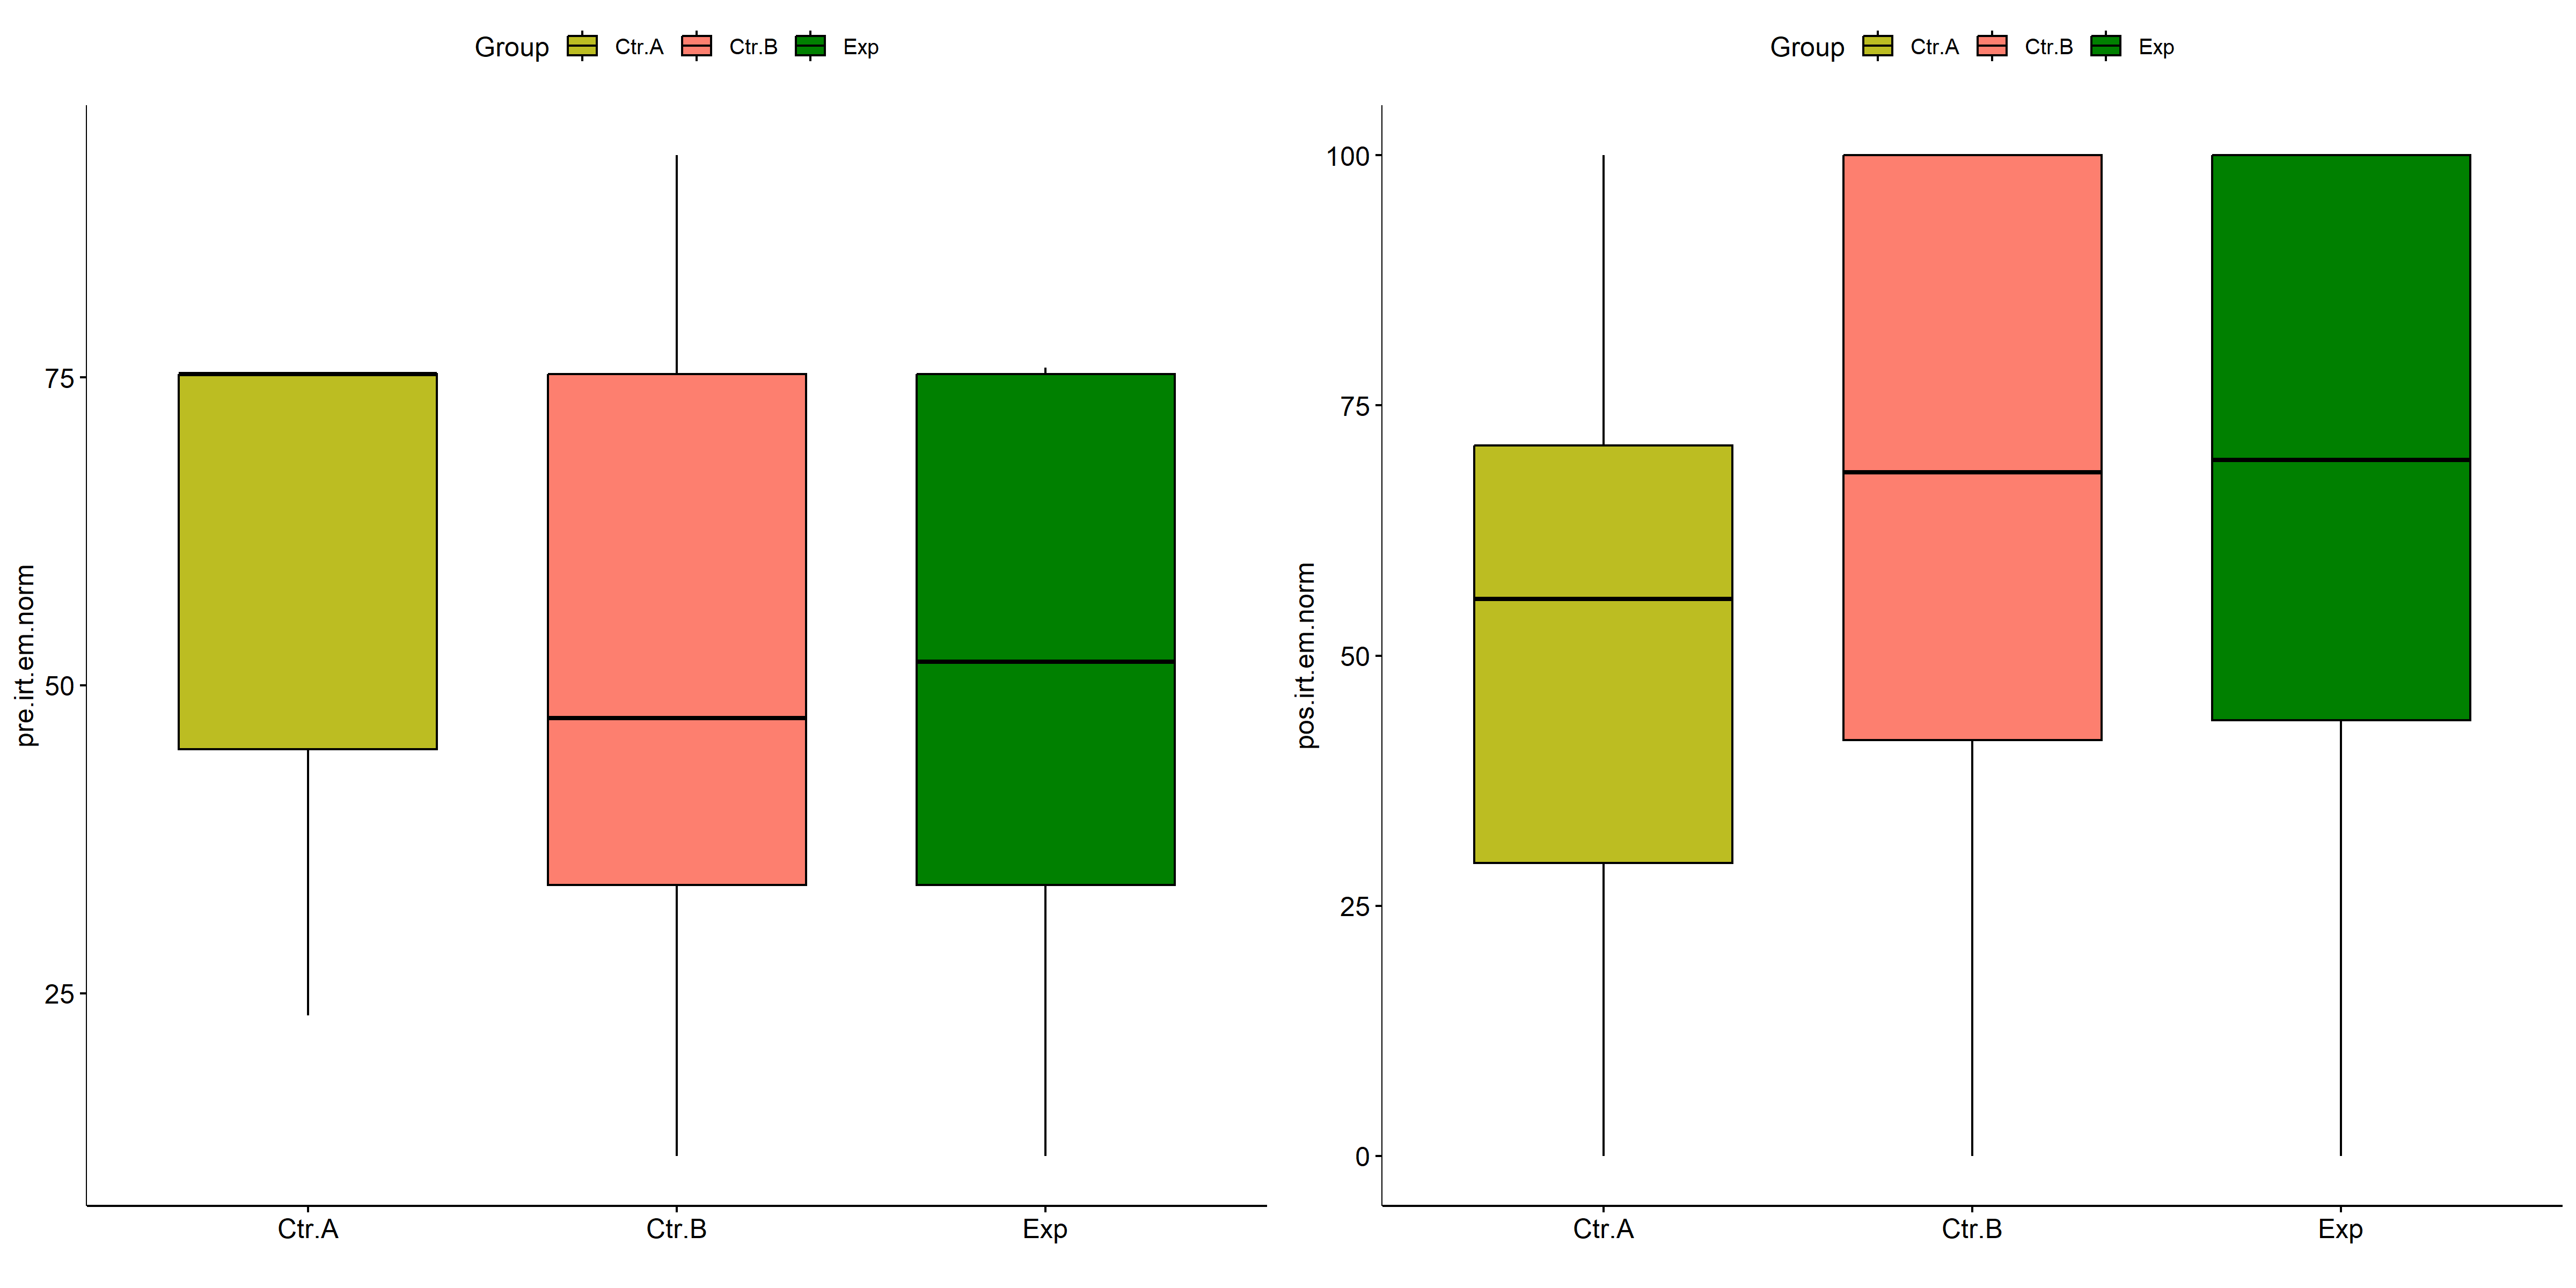 Group Ctr.A Ctr.B Exp
pre.irt.em.norm
75
50
25
Ctr.A Ctr.B Exp
Group Ctr.A Ctr.B Exp
pos.irt.em.norm
100
75
50
25
0
Ctr.A Ctr.B Exp